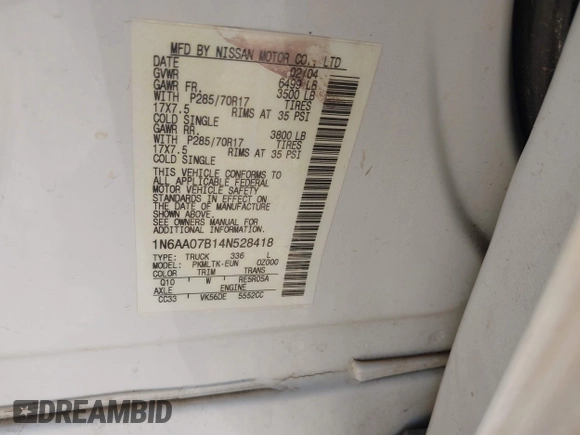 MFD BY NISSAN MOTOR CO., LTD
DATE 02/04
GVWR 6499 LB
GAWR FR. 3500 LB
WITH P285/70R17 TIRES
17X7.5 RIMS AT 35 PSI
COLD SINGLE
GAWR RR. 3800 LB
WITH P285/70R17 TIRES
17X7.5 RIMS AT 35 PSI
COLD SINGLE
THIS VEHICLE CONFORMS TO
ALL APPLICABLE FEDERAL
MOTOR VEHICLE SAFETY
STANDARDS IN EFFECT ON
THE DATE OF MANUFACTURE
SHOWN ABOVE.
SEE OWNERS MANUAL FOR
ADDITIONAL INFORMATION.
1N6AA07B14N528418
TYPE: TRUCK 336 L
MODEL: PKMLTK-EUN 0Z000
COLOR TRIM TRANS
Q10 W RE5R05A
AXLE ENGINE
CC33 VK56DE 5552CC
DREAMBID